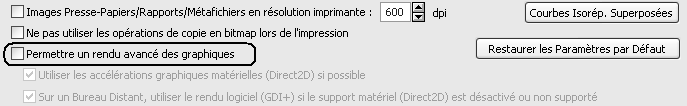 Images Presse-Papiers/Rapports/Métafichiers en résolution imprimante : 600 dpi
Courbes Isorép. Superposées
Ne pas utiliser les opérations de copie en bitmap lors de l'impression
Permettre un rendu avancé des graphiques
Restaurer les Paramètres par Défaut
Utiliser les accélérations graphiques matérielles (Direct2D) si possible
Sur un Bureau Distant, utiliser le rendu logiciel (GDI+) si le support matériel (Direct2D) est désactivé ou non supporté